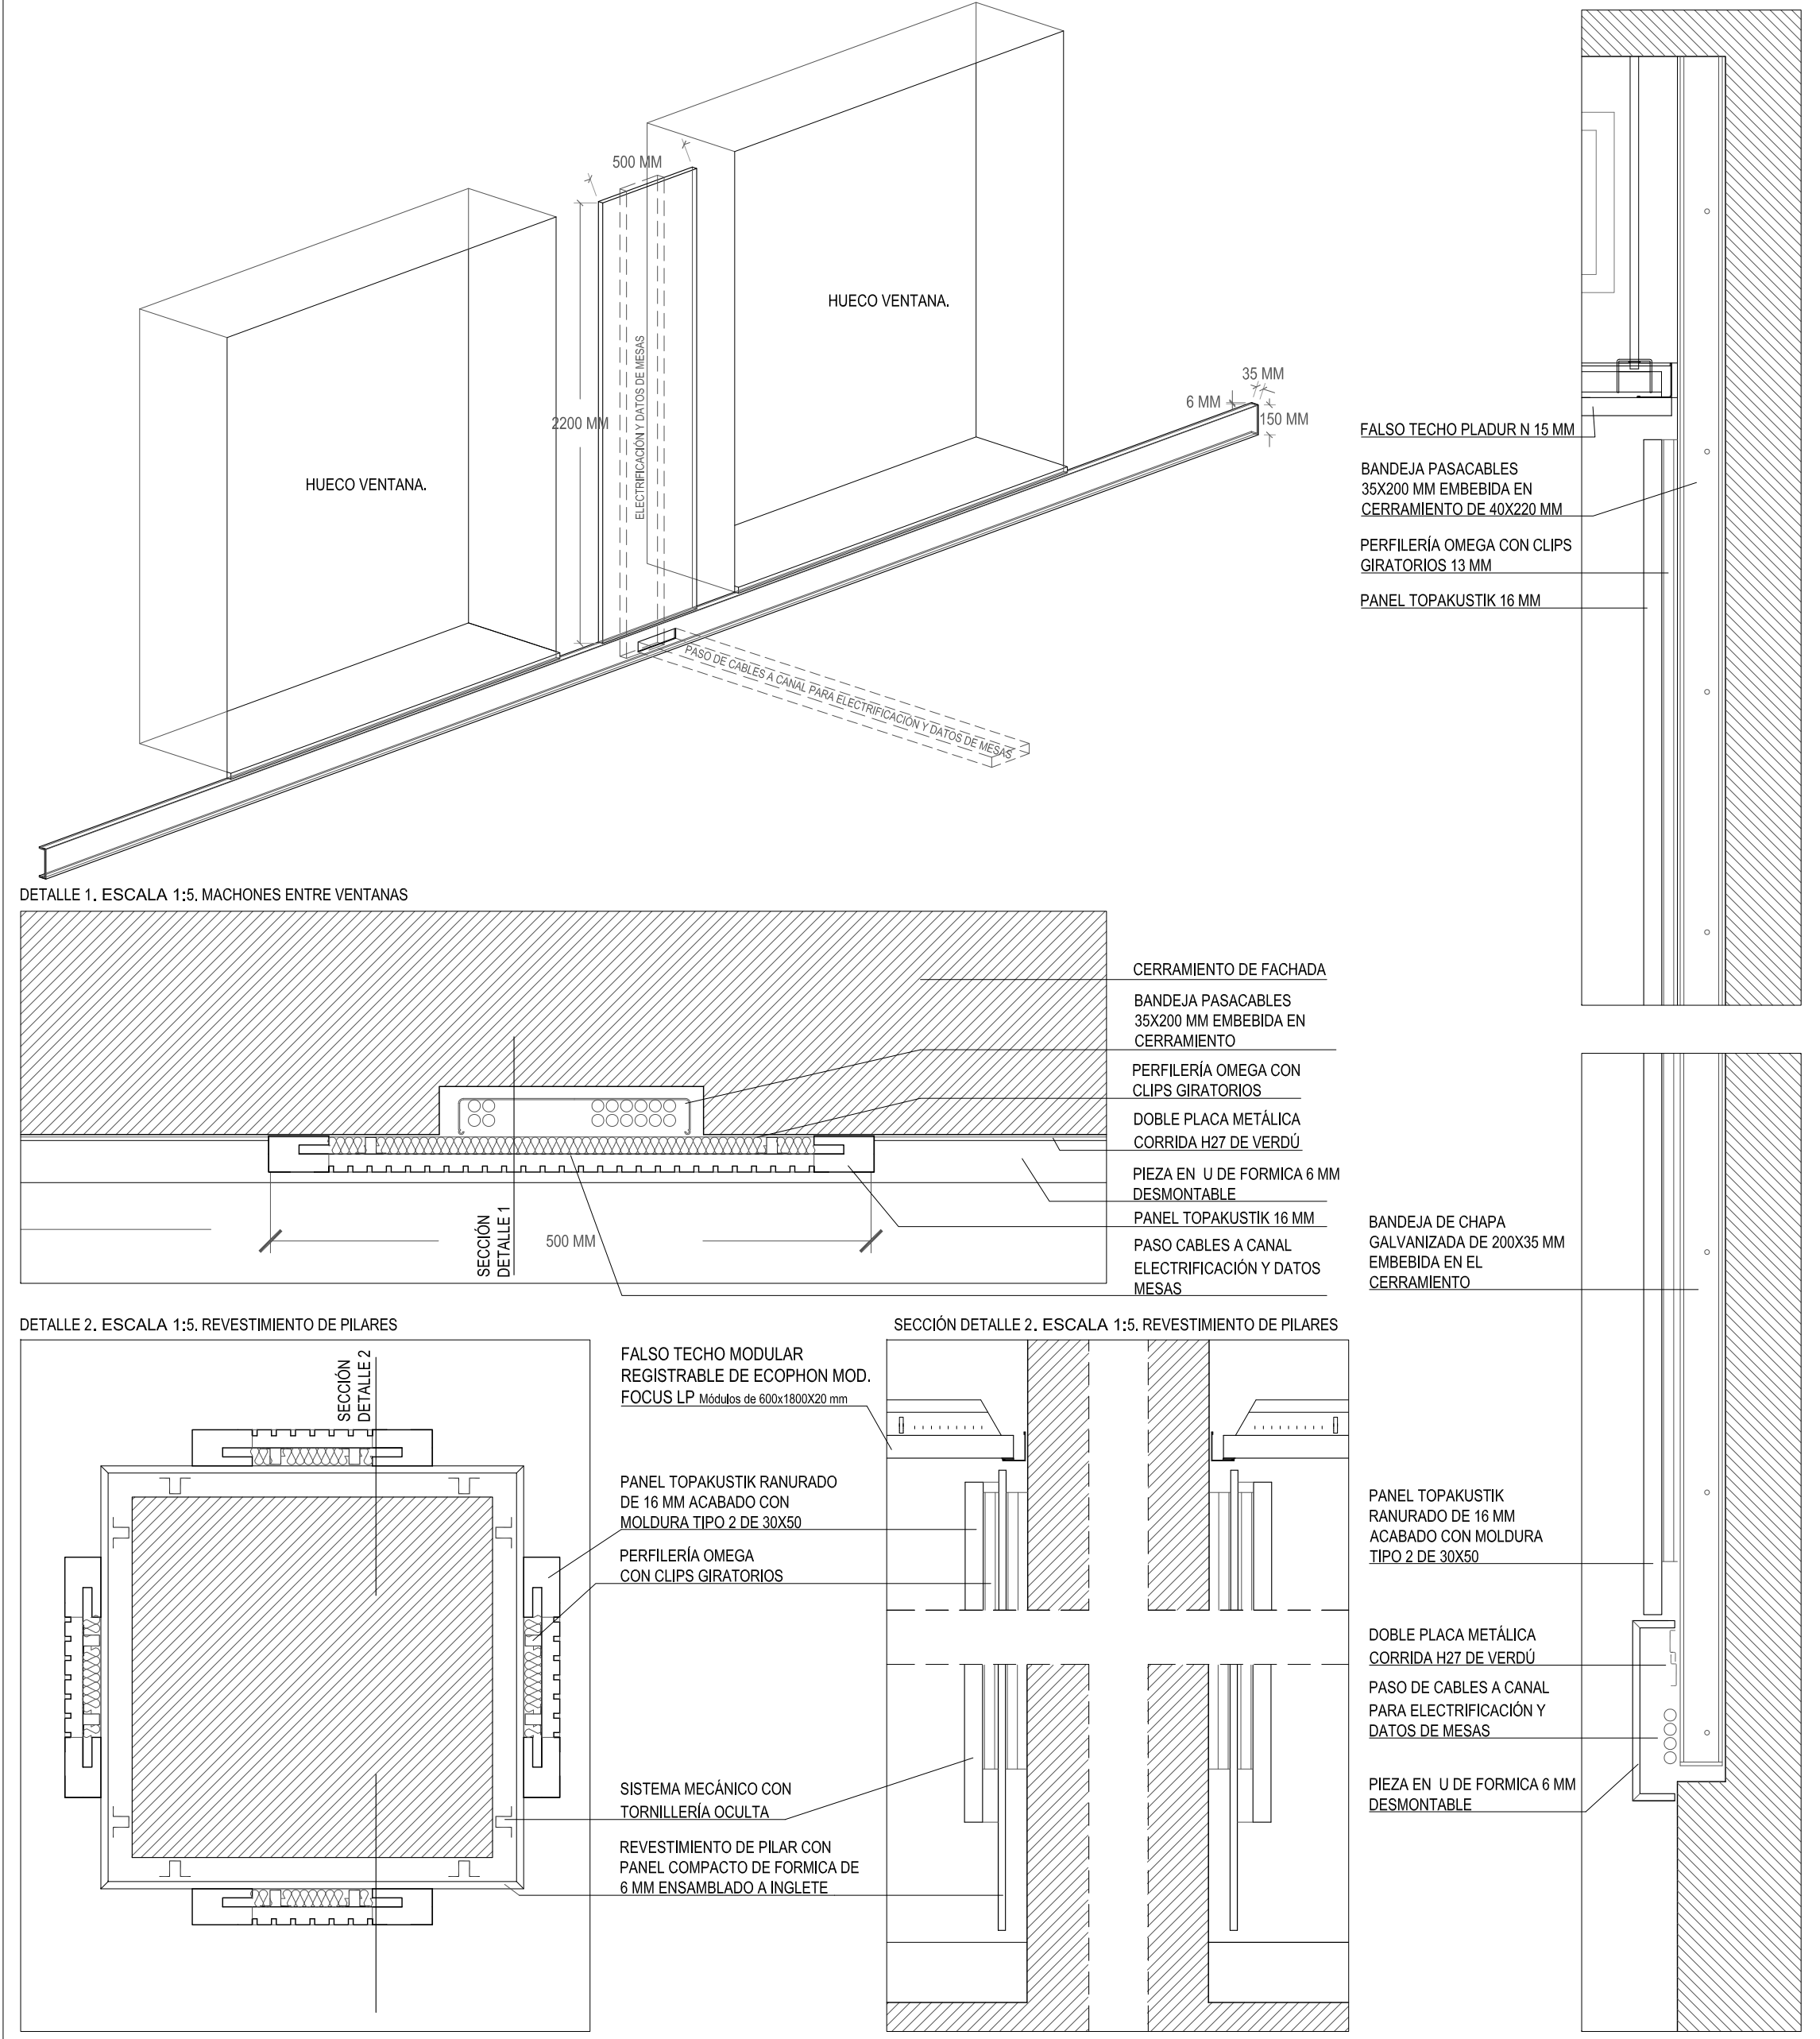 500 MM
HUECO VENTANA.
2200 MM
ELECTRIFICACIÓN Y DATOS DE MESAS
HUECO VENTANA.
35 MM
6 MM
150 MM
PASO DE CABLES A CANAL PARA ELECTRIFICACIÓN Y DATOS DE MESAS
FALSO TECHO PLADUR N 15 MM
BANDEJA PASACABLES
35X200 MM EMBEBIDA EN
CERRAMIENTO DE 40X220 MM
PERFILERÍA OMEGA CON CLIPS
GIRATORIOS 13 MM
PANEL TOPAKUSTIK 16 MM
DETALLE 1. ESCALA 1:5. MACHONES ENTRE VENTANAS
CERRAMIENTO DE FACHADA
BANDEJA PASACABLES
35X200 MM EMBEBIDA EN
CERRAMIENTO
PERFILERÍA OMEGA CON
CLIPS GIRATORIOS
DOBLE PLACA METÁLICA
CORRIDA H27 DE VERDÚ
PIEZA EN U DE FORMICA 6 MM
DESMONTABLE
PANEL TOPAKUSTIK 16 MM
PASO CABLES A CANAL
ELECTRIFICACIÓN Y DATOS
MESAS
SECCIÓN
DETALLE 1
500 MM
BANDEJA DE CHAPA
GALVANIZADA DE 200X35 MM
EMBEBIDA EN EL
CERRAMIENTO
DETALLE 2. ESCALA 1:5. REVESTIMIENTO DE PILARES
SECCIÓN
DETALLE 2
FALSO TECHO MODULAR
REGISTRABLE DE ECOPHON MOD.
FOCUS LP Módulos de 600x1800X20 mm
PANEL TOPAKUSTIK RANURADO
DE 16 MM ACABADO CON
MOLDURA TIPO 2 DE 30X50
PERFILERÍA OMEGA
CON CLIPS GIRATORIOS
SISTEMA MECÁNICO CON
TORNILLERÍA OCULTA
REVESTIMIENTO DE PILAR CON
PANEL COMPACTO DE FORMICA DE
6 MM ENSAMBLADO A INGLETE
SECCIÓN DETALLE 2. ESCALA 1:5. REVESTIMIENTO DE PILARES
PANEL TOPAKUSTIK
RANURADO DE 16 MM
ACABADO CON MOLDURA
TIPO 2 DE 30X50
DOBLE PLACA METÁLICA
CORRIDA H27 DE VERDÚ
PASO DE CABLES A CANAL
PARA ELECTRIFICACIÓN Y
DATOS DE MESAS
PIEZA EN U DE FORMICA 6 MM
DESMONTABLE